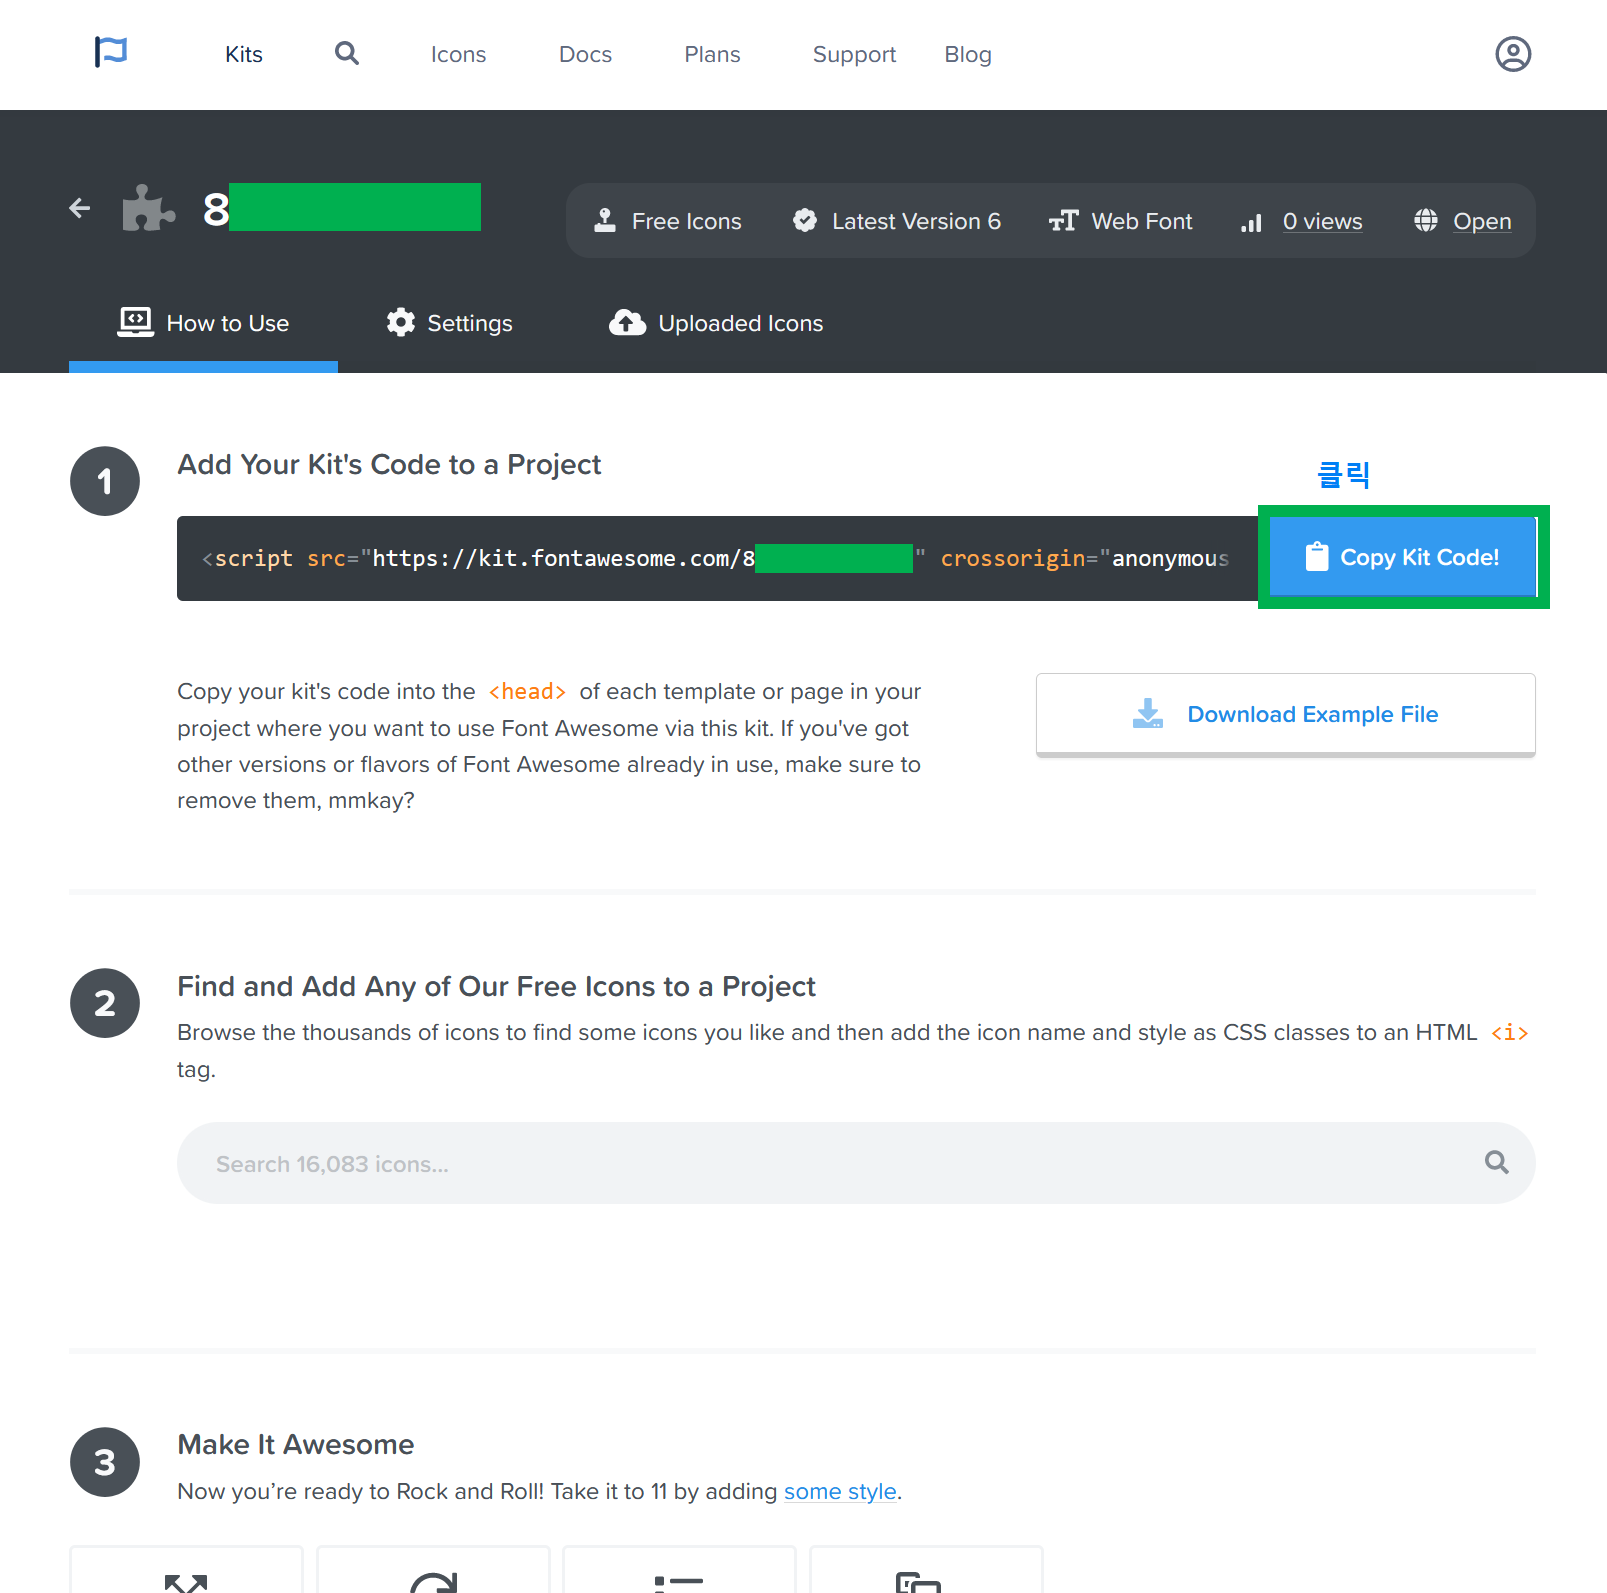 Kits Icons Docs Plans Support Blog
8
Free Icons Latest Version 6 Web Font 0 views Open
How to Use Settings Uploaded Icons
1
Add Your Kit's Code to a Project
클릭
<script src="https://kit.fontawesome.com/8 " crossorigin="anonymous
Copy Kit Code!
Copy your kit's code into the <head> of each template or page in your
project where you want to use Font Awesome via this kit. If you've got
other versions or flavors of Font Awesome already in use, make sure to
remove them, mmkay?
Download Example File
2
Find and Add Any of Our Free Icons to a Project
Browse the thousands of icons to find some icons you like and then add the icon name and style as CSS classes to an HTML <i>
tag.
Search 16,083 icons...
3
Make It Awesome
Now you’re ready to Rock and Roll! Take it to 11 by adding some style.